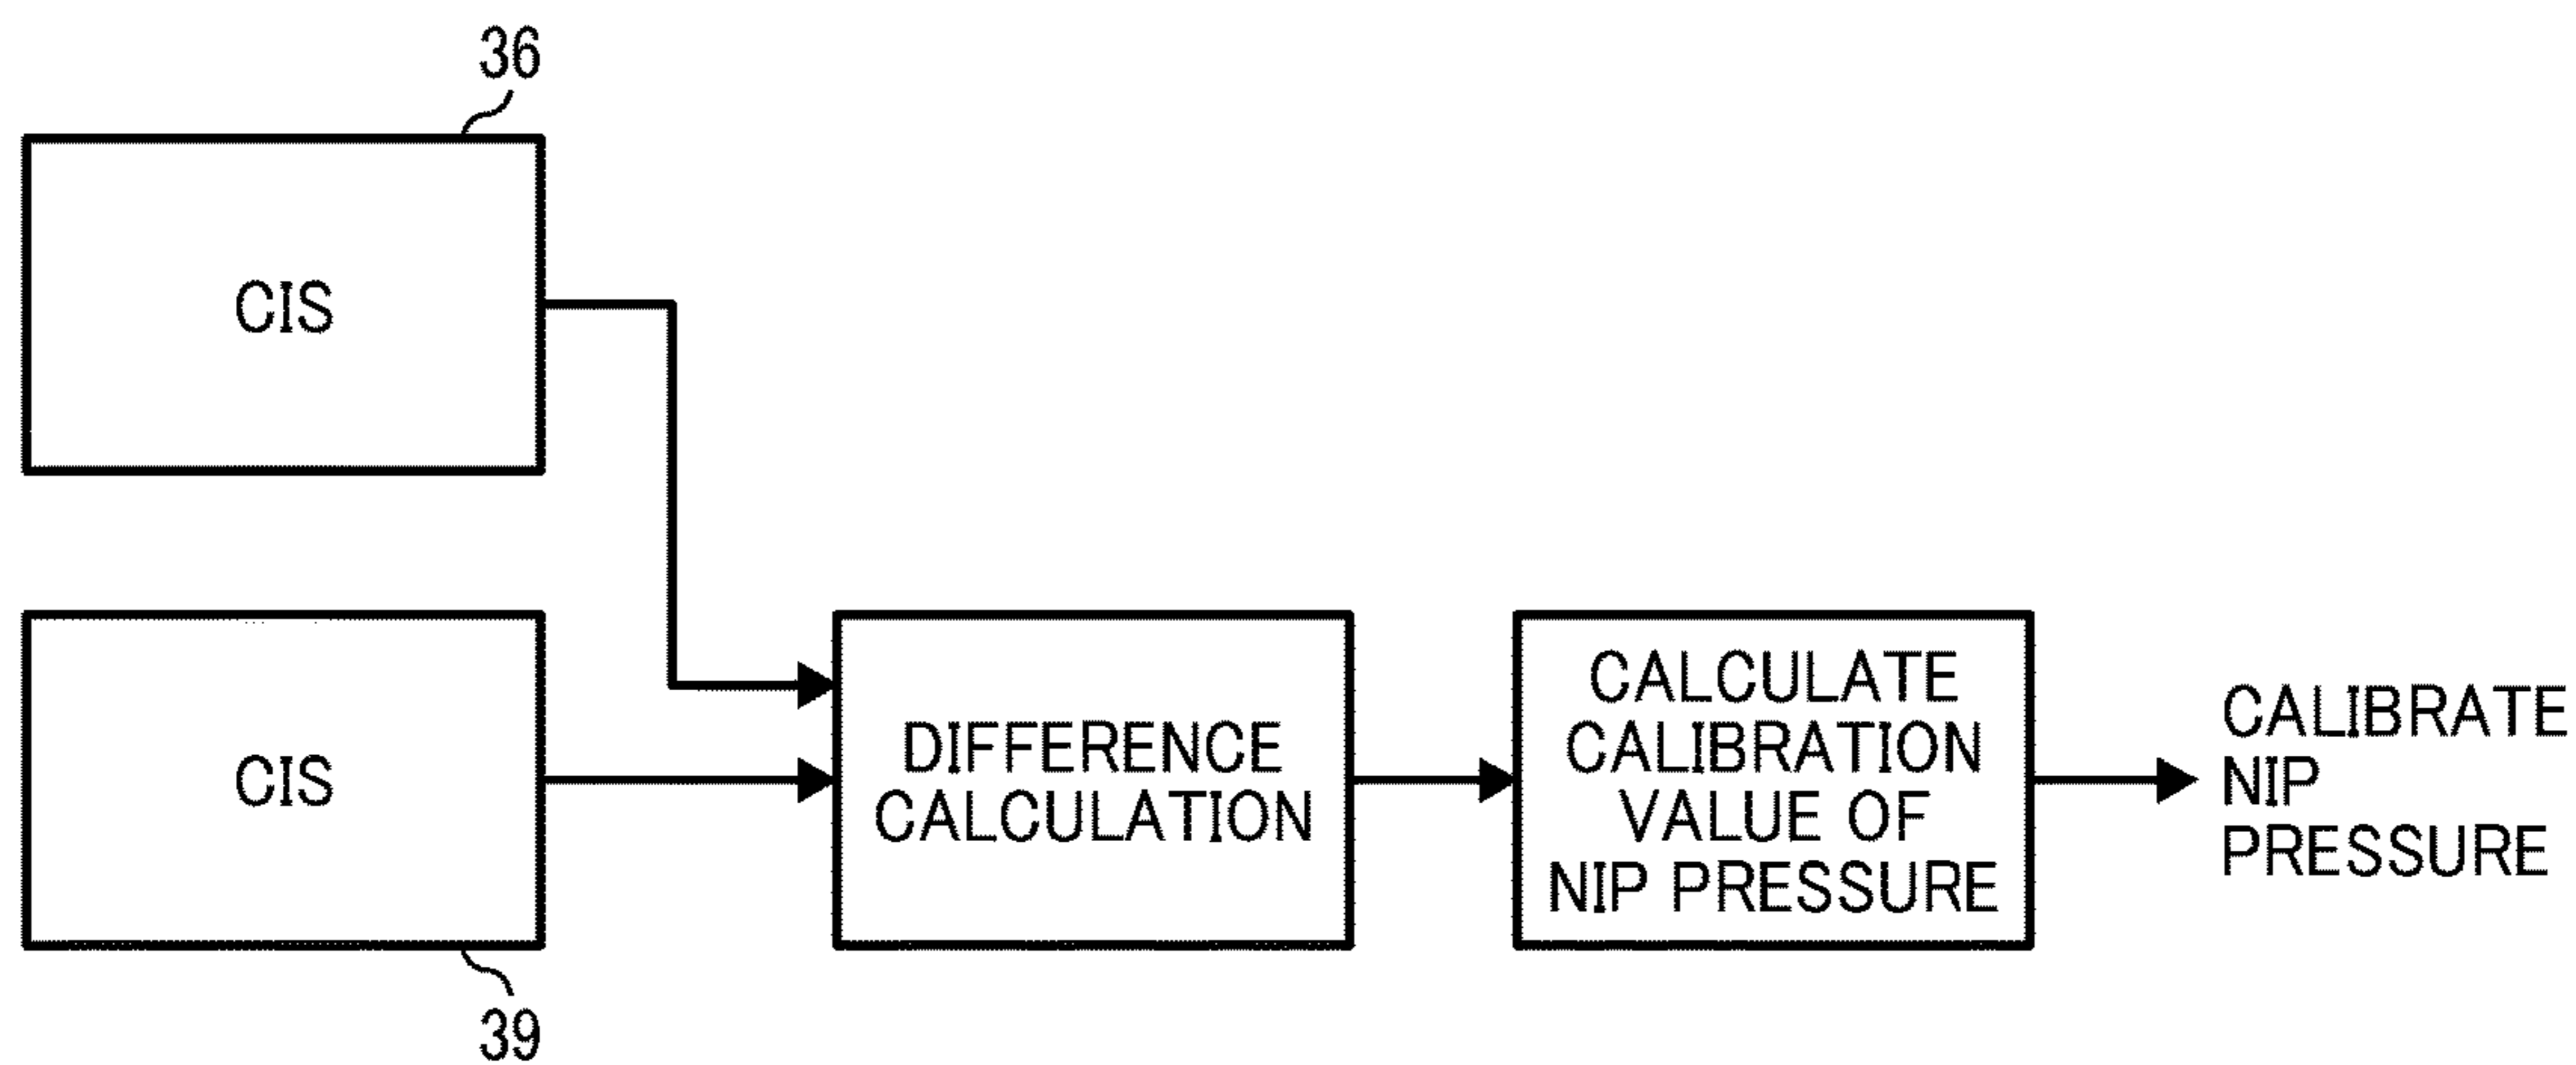 36
CIS
CIS
39
DIFFERENCE
CALCULATION
CALCULATE
CALIBRATION
VALUE OF
NIP PRESSURE
CALIBRATE
NIP
PRESSURE